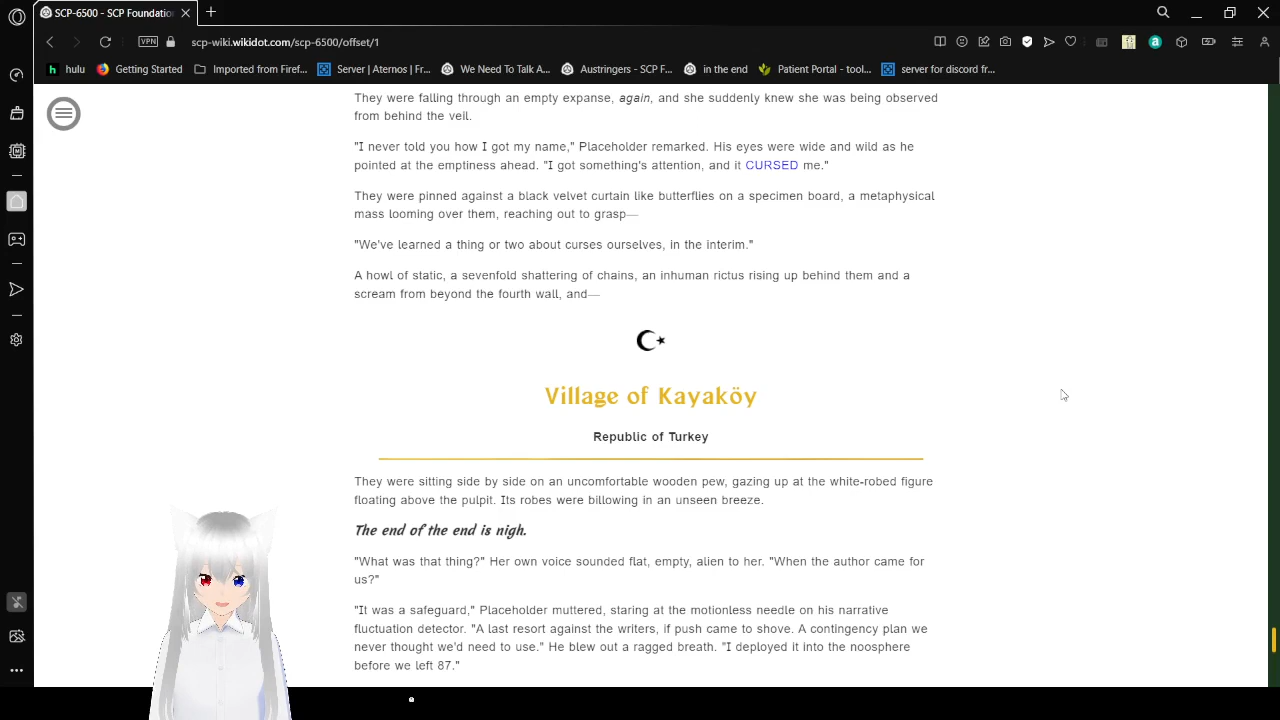 SCP-6500 - SCP Foundatio
scp-wiki.wikidot.com/scp-6500/offset/1
VPN
hulu
Getting Started
Imported from Firef...
Server | Aternos | Fr...
We Need To Talk A...
Austringers - SCP F...
in the end
Patient Portal - tool...
server for discord fr...
They were falling through an empty expanse, again, and she suddenly knew she was being observed
from behind the veil.
"I never told you how I got my name," Placeholder remarked. His eyes were wide and wild as he
pointed at the emptiness ahead. "I got something's attention, and it CURSED me."
They were pinned against a black velvet curtain like butterflies on a specimen board, a metaphysical
mass looming over them, reaching out to grasp—
"We've learned a thing or two about curses ourselves, in the interim."
A howl of static, a sevenfold shattering of chains, an inhuman rictus rising up behind them and a
scream from beyond the fourth wall, and—
Village of Kayaköy
Republic of Turkey
They were sitting side by side on an uncomfortable wooden pew, gazing up at the white-robed figure
floating above the pulpit. Its robes were billowing in an unseen breeze.
The end of the end is nigh.
"What was that thing?" Her own voice sounded flat, empty, alien to her. "When the author came for
us?"
"It was a safeguard," Placeholder muttered, staring at the motionless needle on his narrative
fluctuation detector. "A last resort against the writers, if push came to shove. A contingency plan we
never thought we'd need to use." He blew out a ragged breath. "I deployed it into the noosphere
before we left 87."